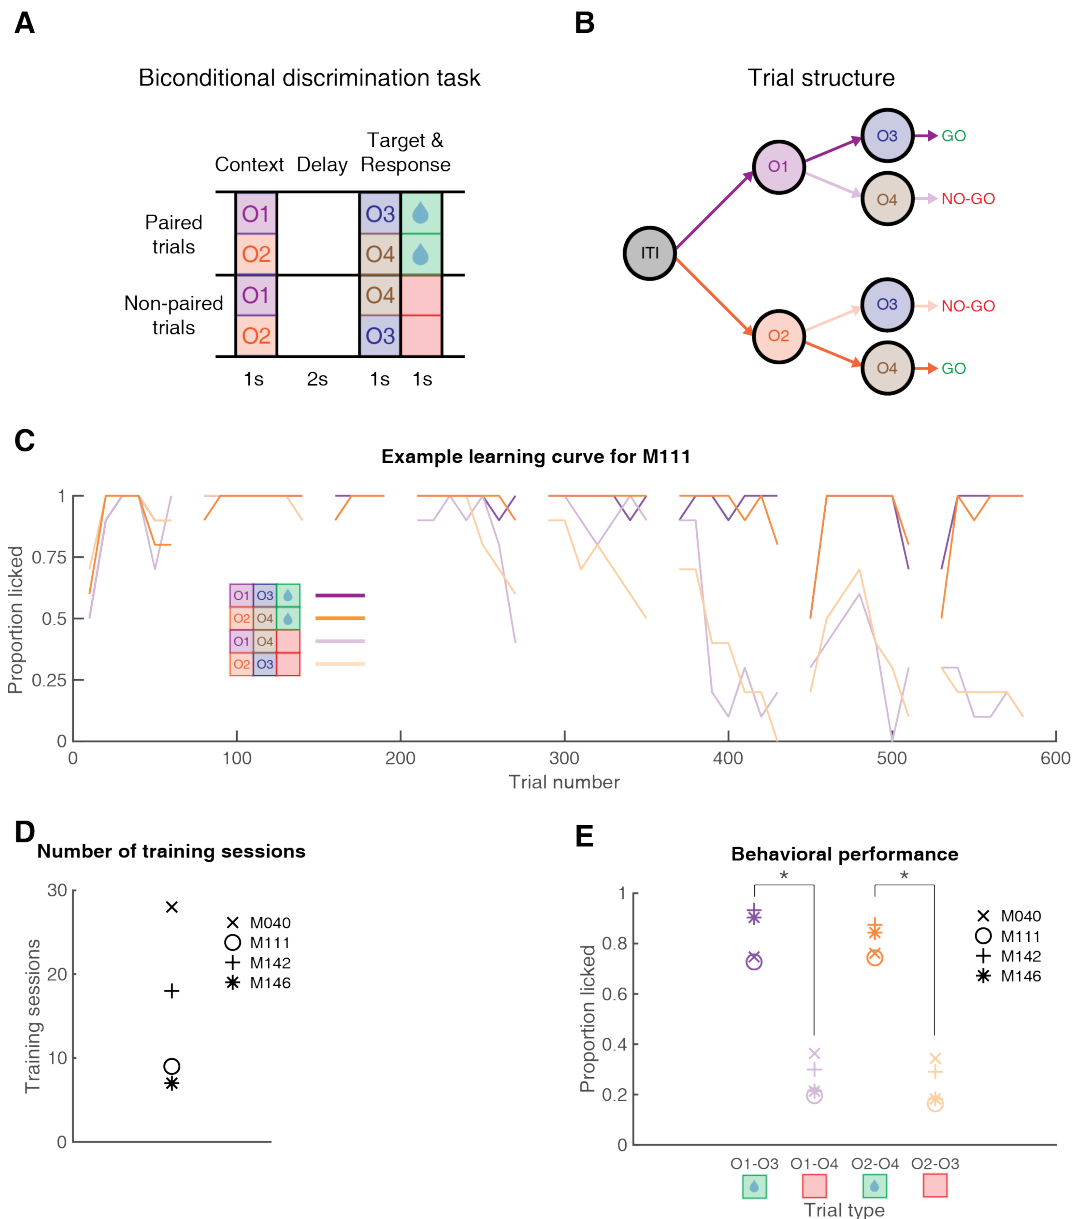 A
Biconditional discrimination task
Target &
Context Delay Response
Paired
trials
O1 O3
O2 O4
Non-paired
trials
O1 O4
O2 O3
1s 2s 1s 1s
B
Trial structure
ITI
O1
O3 GO
O4 NO-GO
O2
O3 NO-GO
O4 GO
C
Example learning curve for M111
Proportion licked
1
0.75
0.5
0.25
0
O1 O3
O2 O4
O1 O4
O2 O3
0 100 200 300 400 500 600
Trial number
D
Number of training sessions
Training sessions
30
20
10
0
M040
M111
M142
M146
E
Behavioral performance
Proportion licked
1
0.8
0.6
0.4
0.2
0
* *
M040
M111
M142
M146
O1-O3 O1-O4 O2-O4 O2-O3
Trial type